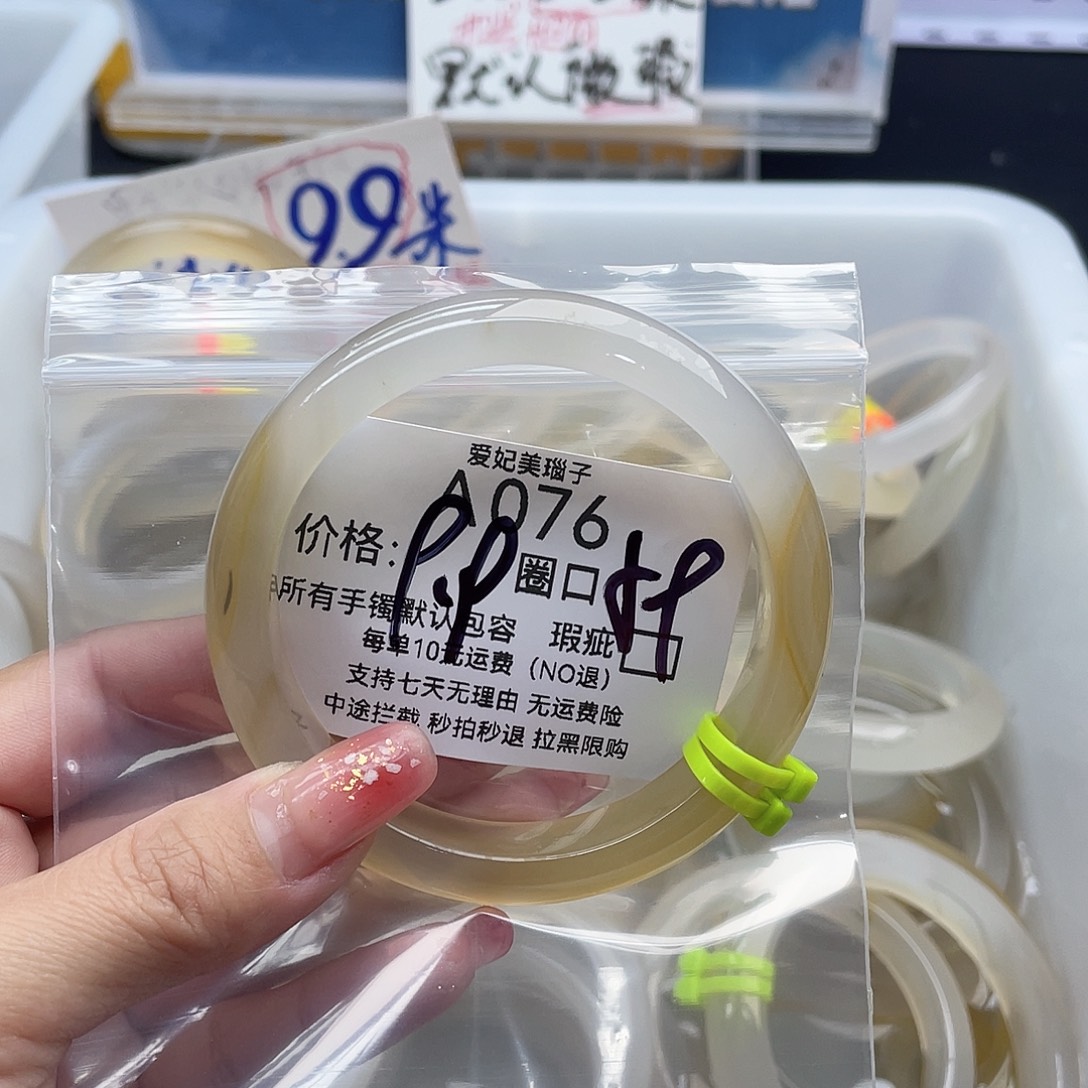 默认微瑕
9.9米
爱妃美瑙子
A076
价格: 9.9 圈口 59
所有手镯默认包容 瑕疵
每单10元运费（NO退）
支持七天无理由 无运费险
中途拦截 秒拍秒退 拉黑限购